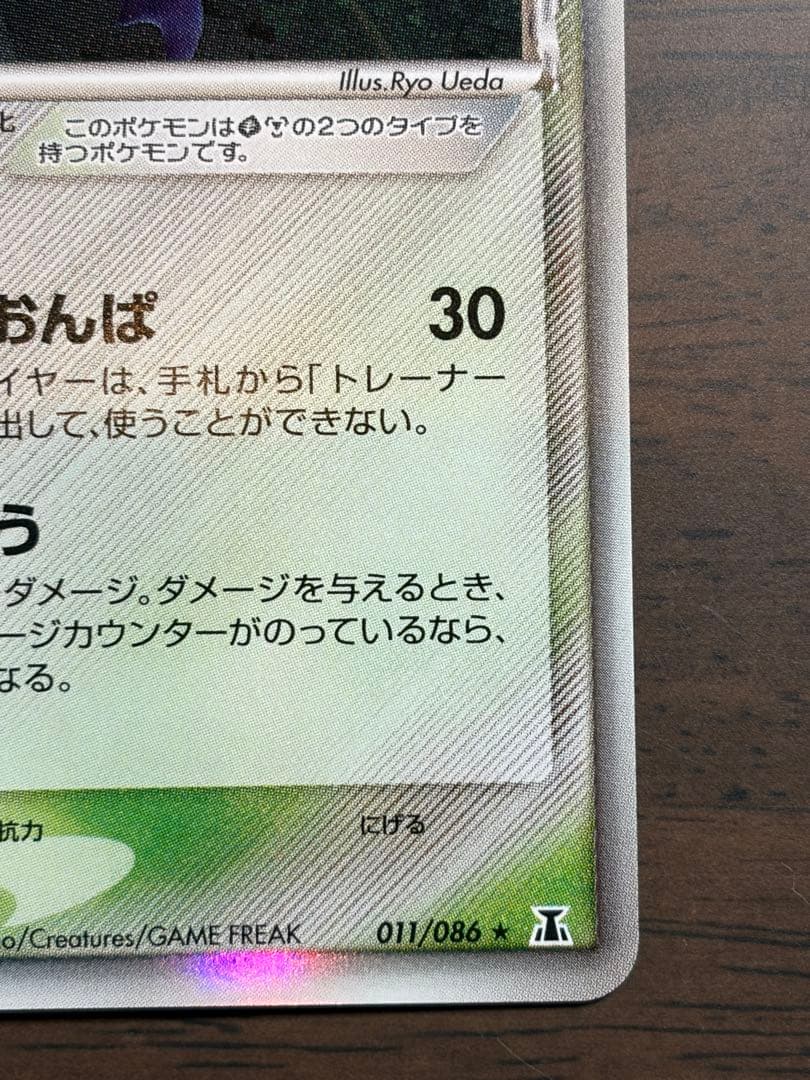 Illus.Ryo Ueda
このポケモンは の2つのタイプを
持つポケモンです。
おんぱ 30
イヤーは、手札から「トレーナー
出して、使うことができない。
う
ダメージ。ダメージを与えるとき、
ージカウンターがのっているなら、
なる。
抗力 にげる
o/Creatures/GAME FREAK 011/086 ★